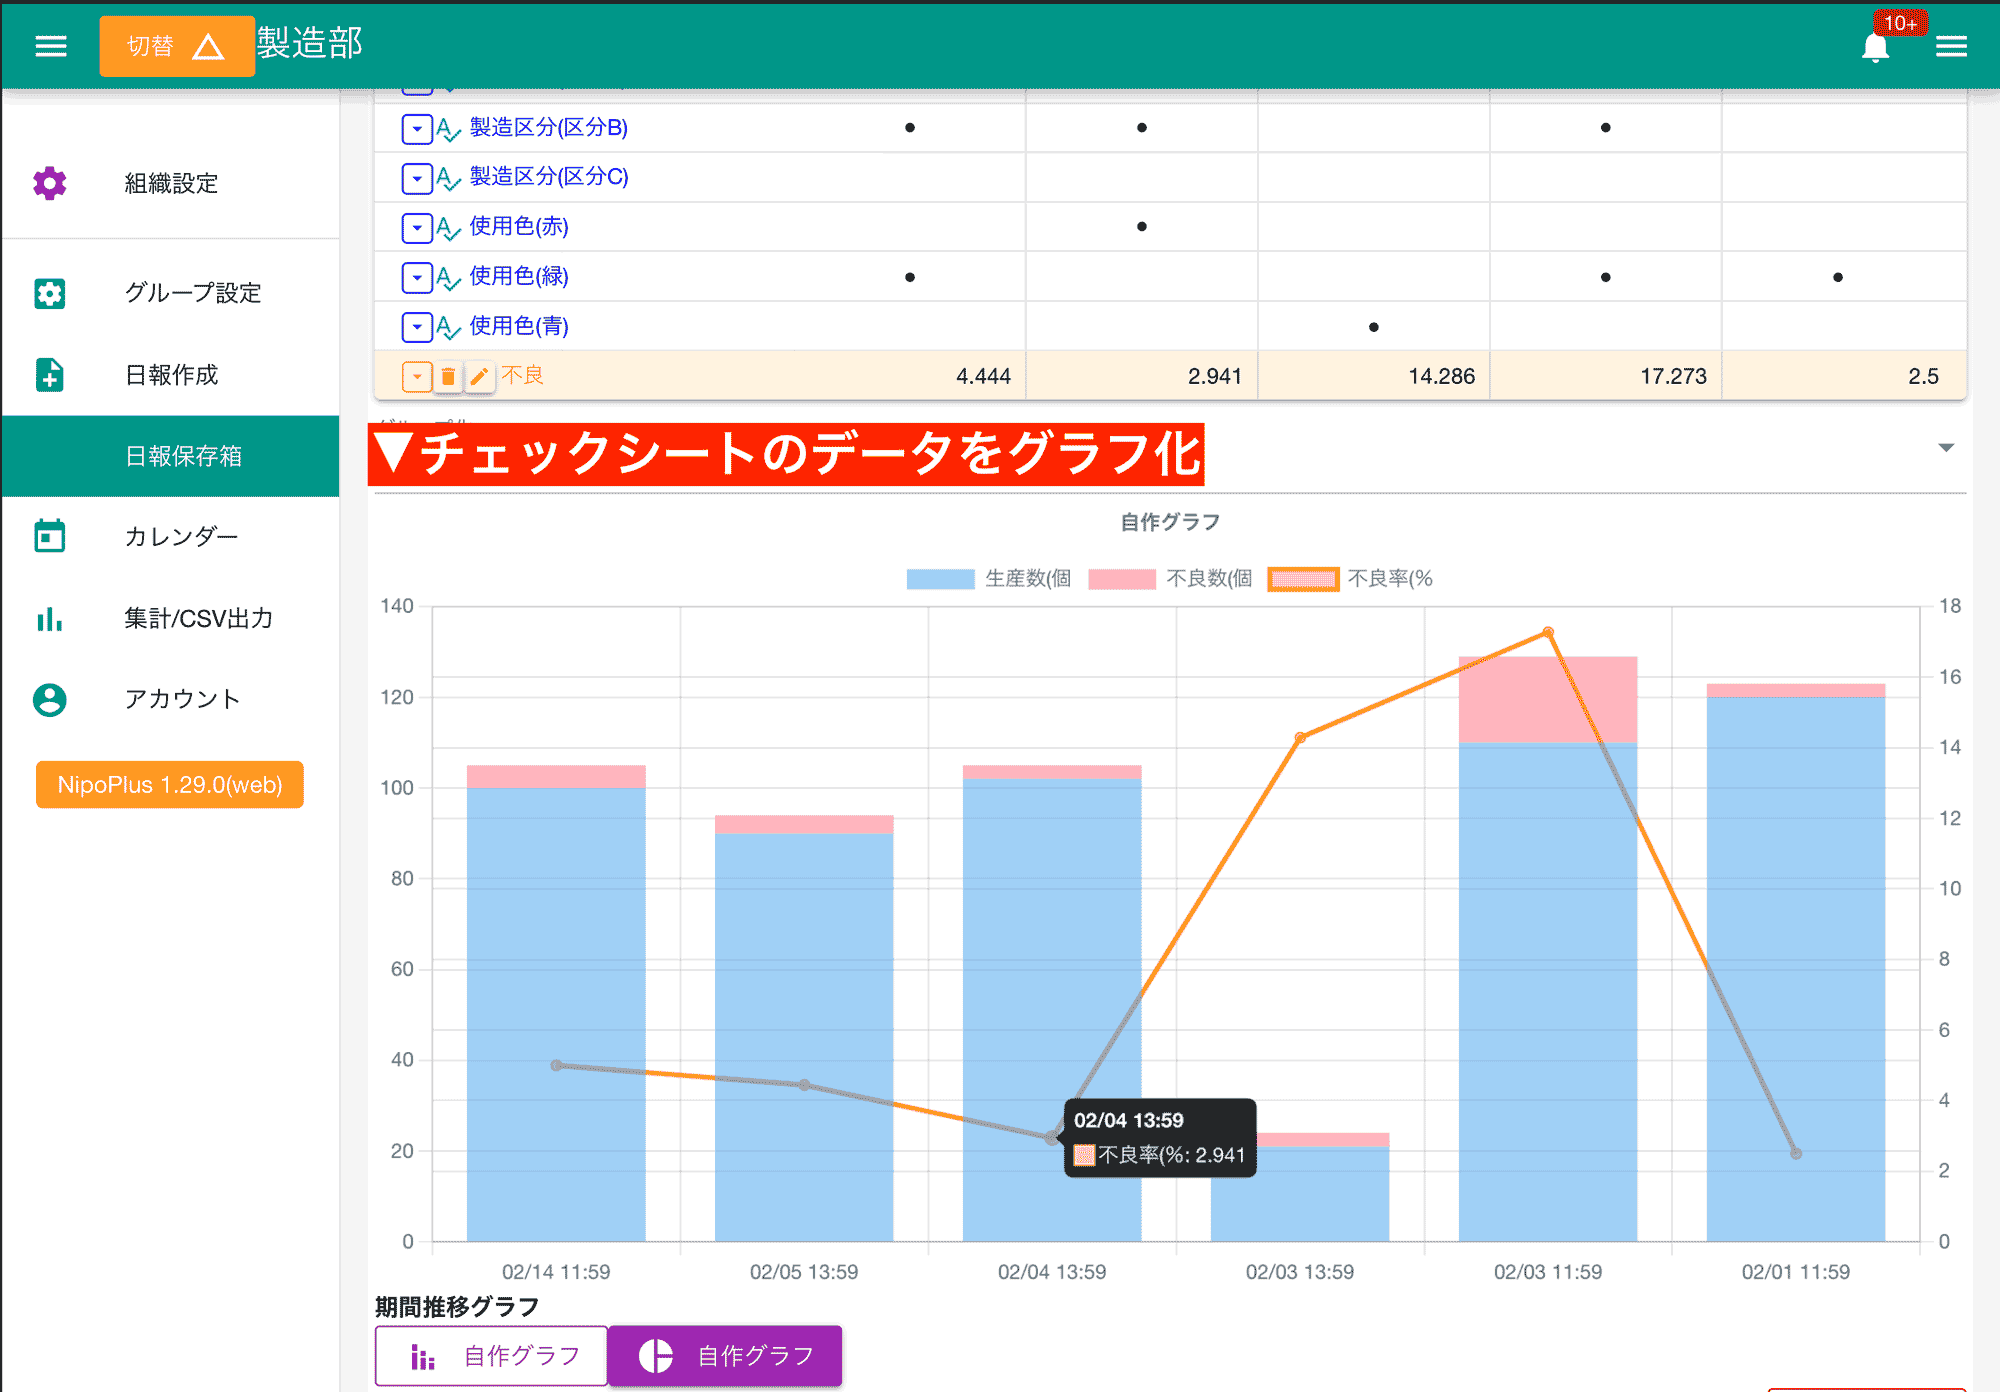 切替 製造部
10+
組織設定
グループ設定
日報作成
日報保存箱
カレンダー
集計/CSV出力
アカウント
NipoPlus 1.29.0(web)
製造区分(区分B)
製造区分(区分C)
使用色(赤)
使用色(緑)
使用色(青)
不良 4.444 2.941 14.286 17.273 2.5
▼チェックシートのデータをグラフ化
自作グラフ
生産数(個 不良数(個 不良率(%
140
120
100
80
60
40
20
0
18
16
14
12
10
8
6
4
2
0
02/04 13:59
不良率(%: 2.941
02/14 11:59 02/05 13:59 02/04 13:59 02/03 13:59 02/03 11:59 02/01 11:59
期間推移グラフ
自作グラフ 自作グラフ